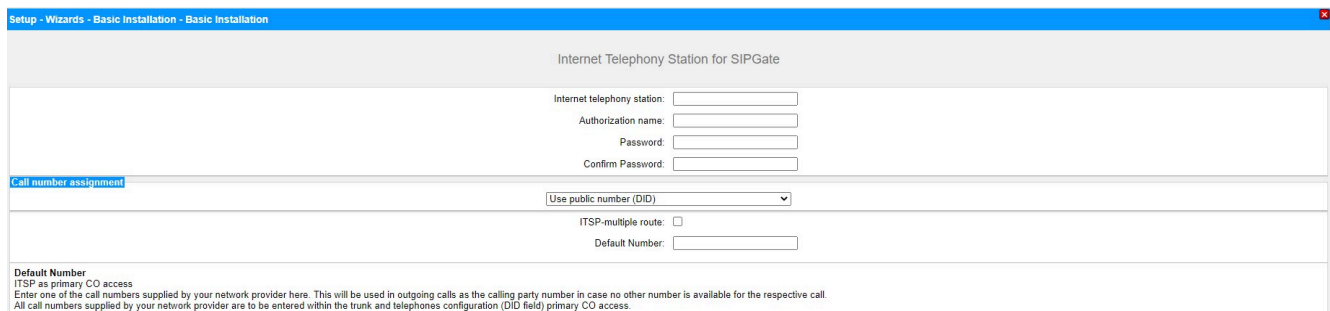 Setup - Wizards - Basic Installation - Basic Installation
Internet Telephony Station for SIPGate
Internet telephony station:
Authorization name:
Password:
Confirm Password:
Call number assignment
Use public number (DID)
ITSP-multiple route:
Default Number:
Default Number
ITSP as primary CO access
Enter one of the call numbers supplied by your network provider here. This will be used in outgoing calls as the calling party number in case no other number is available for the respective call.
All call numbers supplied by your network provider are to be entered within the trunk and telephones configuration (DID field) primary CO access.